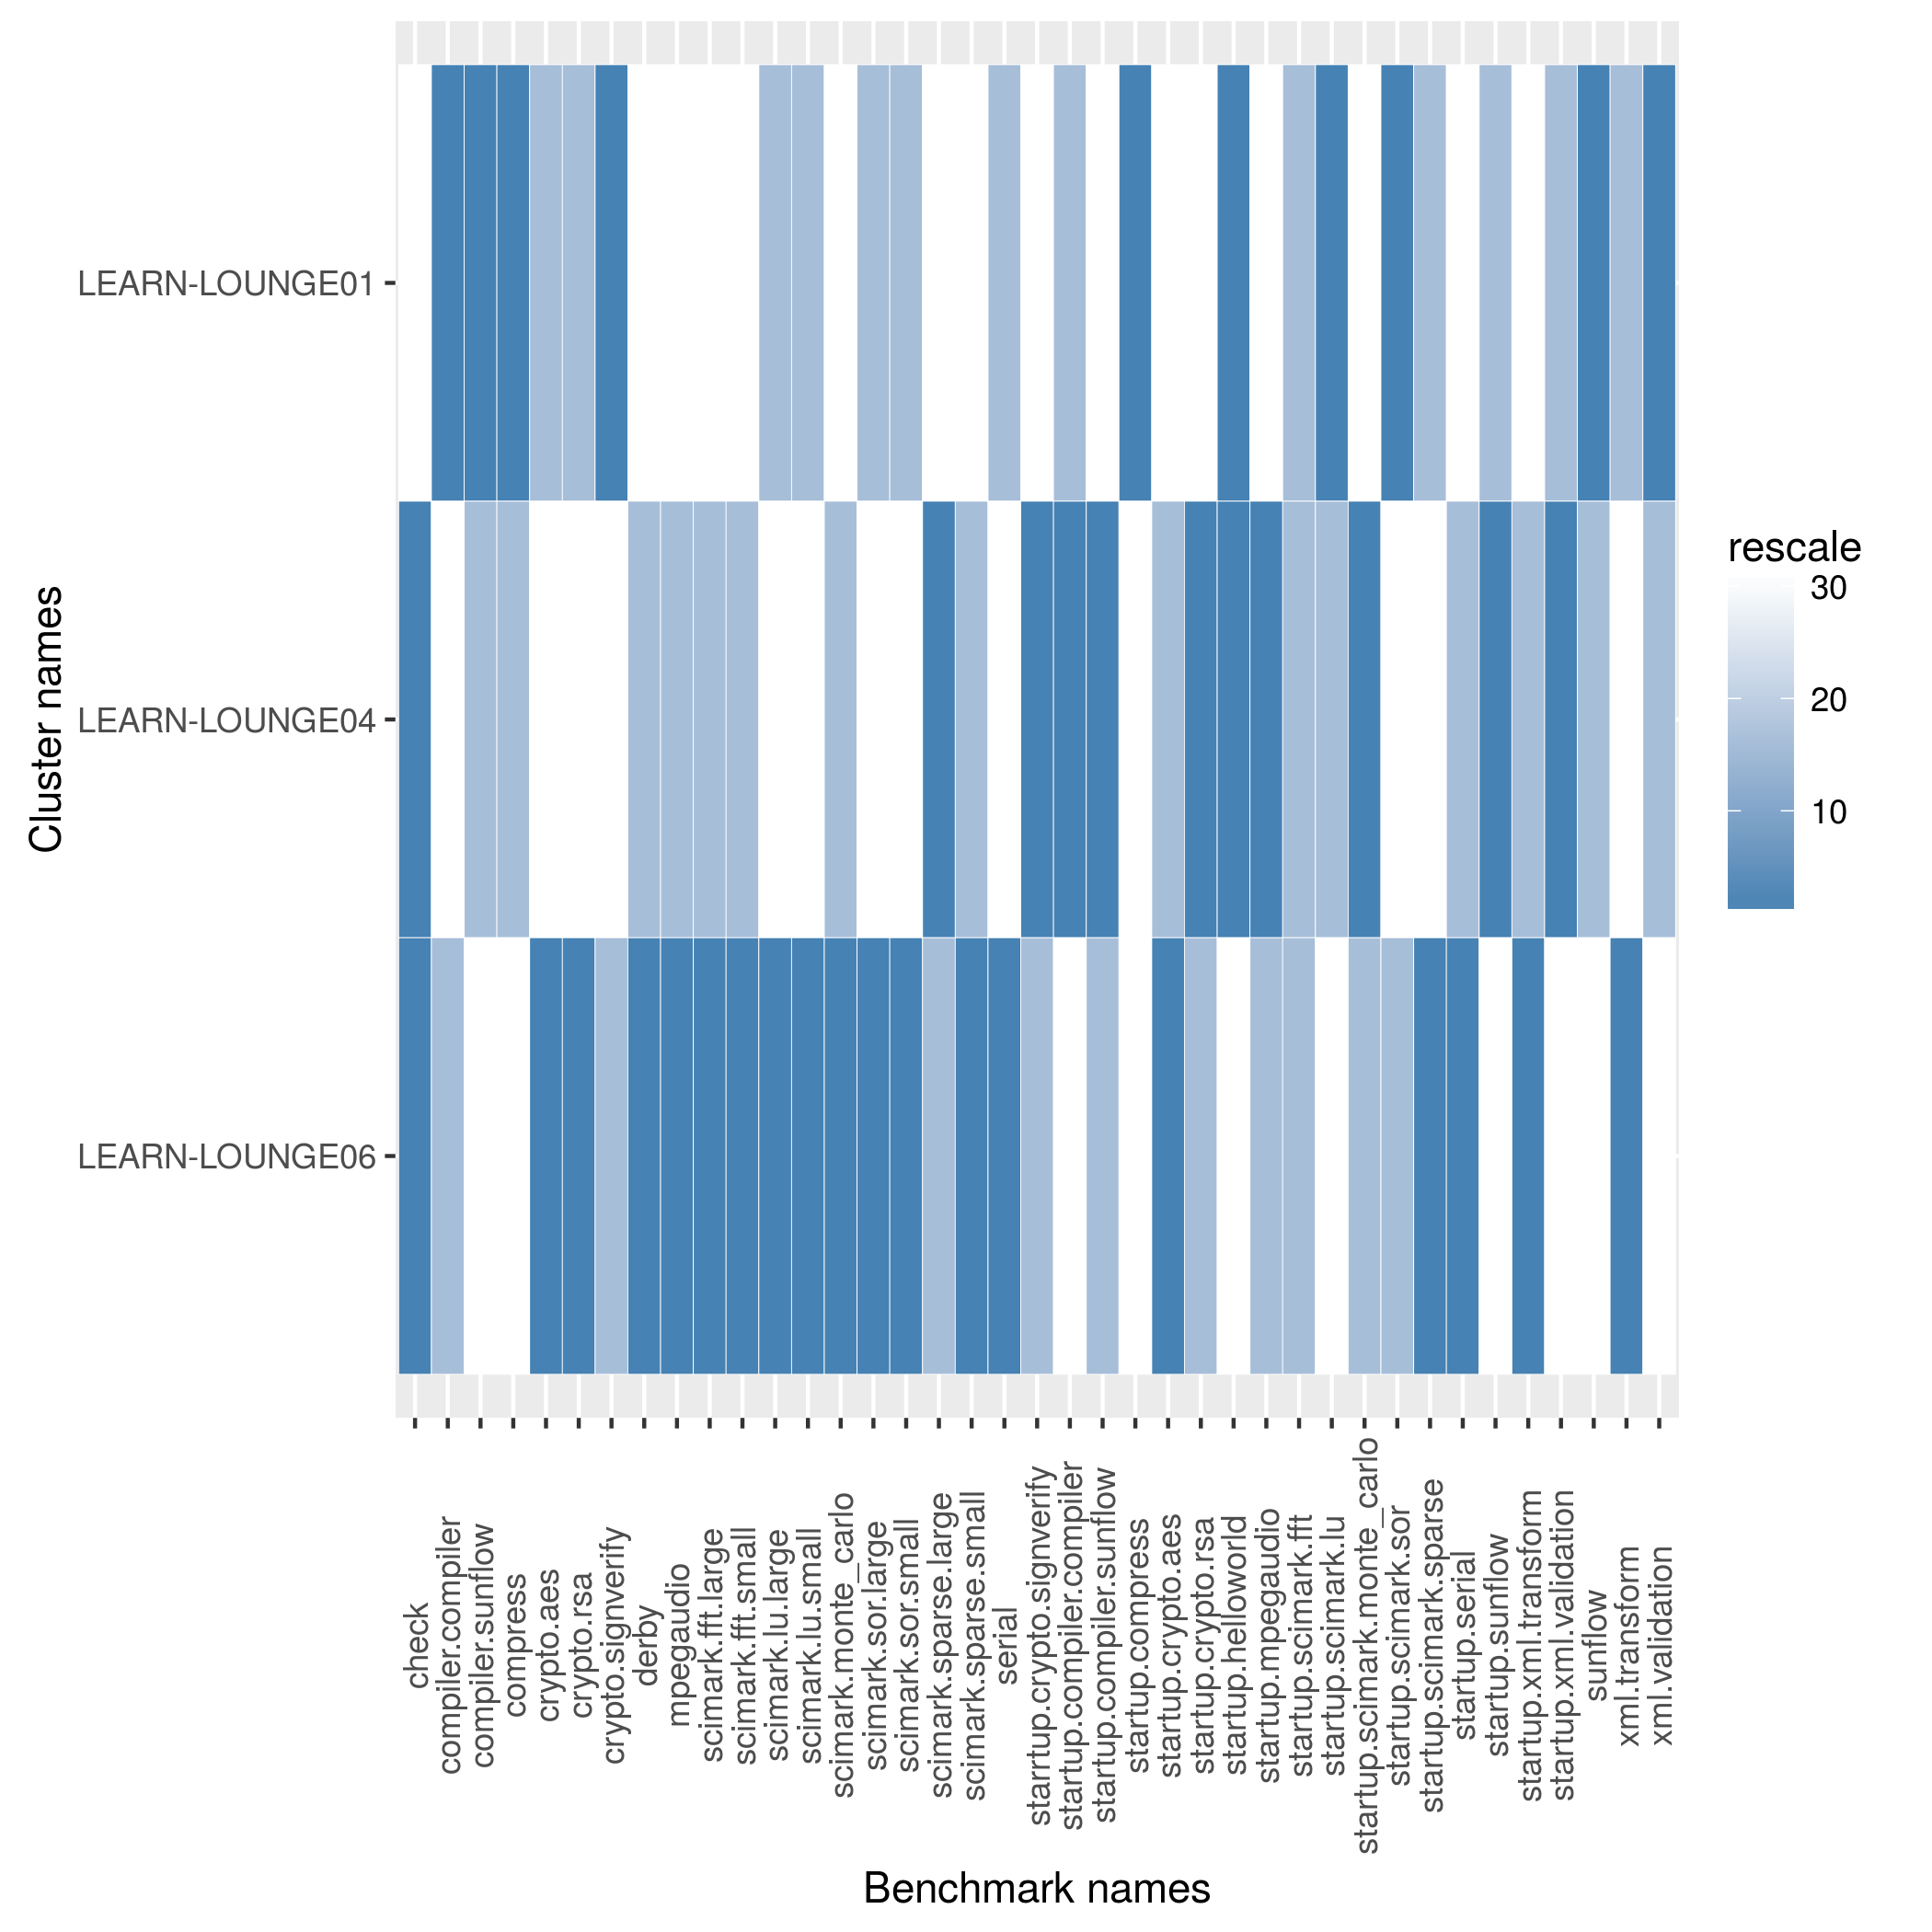 LEARN-LOUNGE01
LEARN-LOUNGE04
LEARN-LOUNGE06
Cluster names
rescale
30
20
10
check
compiler.compiler
compiler.sunflow
compress
crypto.aes
crypto.rsa
crypto.signverify
derby
mpegaudio
scimark.fft.large
scimark.fft.small
scimark.lu.large
scimark.lu.small
scimark.monte_carlo
scimark.sor.large
scimark.sor.small
scimark.sparse.large
scimark.sparse.small
serial
starrtup.crypto.signverify
startup.compiler.compiler
startup.compiler.sunflow
startup.compress
startup.crypto.aes
startup.crypto.rsa
startup.helloworld
startup.mpegaudio
startup.scimark.fft
startup.scimark.lu
startup.scimark.monte_carlo
startup.scimark.sor
startup.scimark.sparse
startup.serial
startup.sunflow
startup.xml.transform
startup.xml.validation
sunflow
xml.transform
xml.validation
Benchmark names